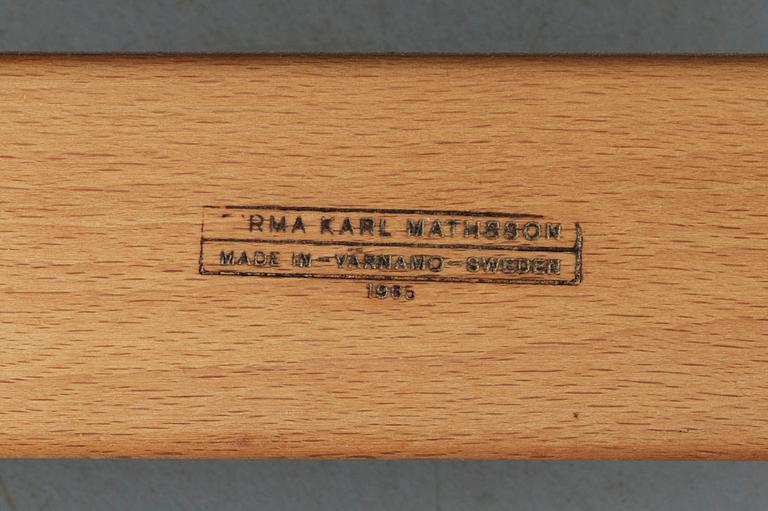 RMA KARL MATHSSON
MADE IN - VÄRNAMO - SWEDEN
1965